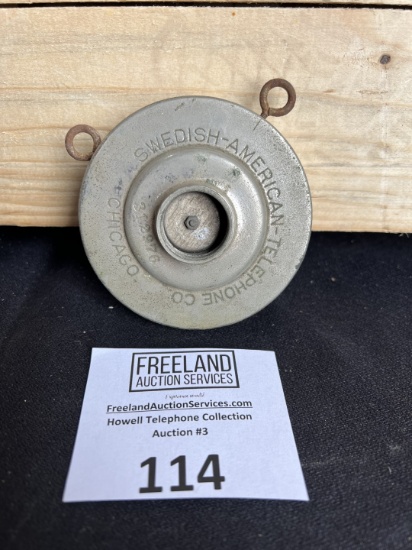 SWEDISH-AMERICAN-TELEPHONE CO.
CHICAGO
FREELAND
AUCTION SERVICES
FreelandAuctionServices.com
Howell Telephone Collection
Auction #3
114